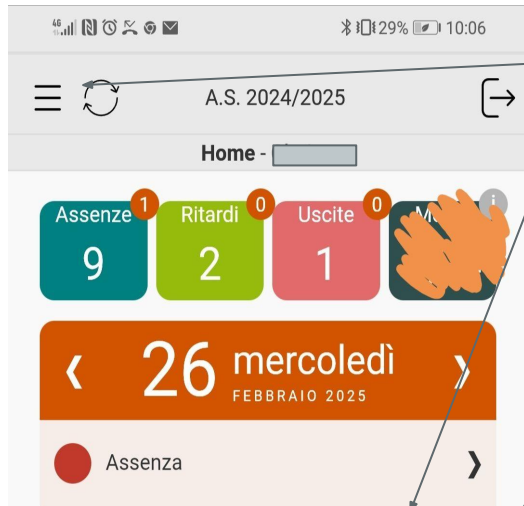 4G 29% 10:06
A.S. 2024/2025
Home -
Assenze 1 Ritardi 0 Uscite 0 i
9 2 1
26 mercoledì
FEBBRAIO 2025
Assenza